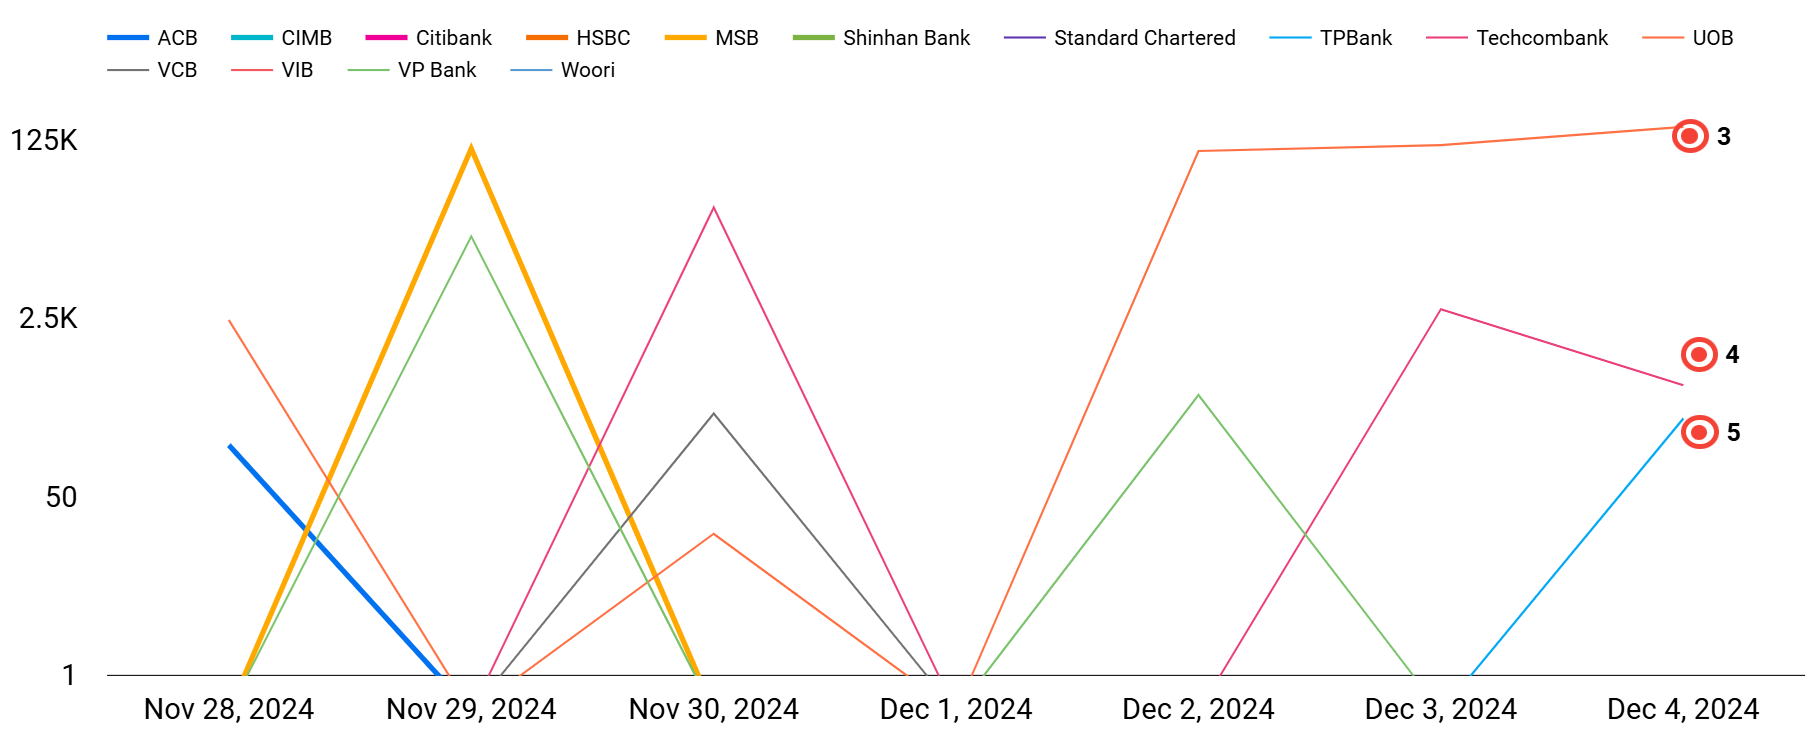 ACB CIMB Citibank HSBC MSB Shinhan Bank Standard Chartered TPBank Techcombank UOB
VCB VIB VP Bank Woori
125K
3
2.5K
4
5
50
1
Nov 28, 2024 Nov 29, 2024 Nov 30, 2024 Dec 1, 2024 Dec 2, 2024 Dec 3, 2024 Dec 4, 2024